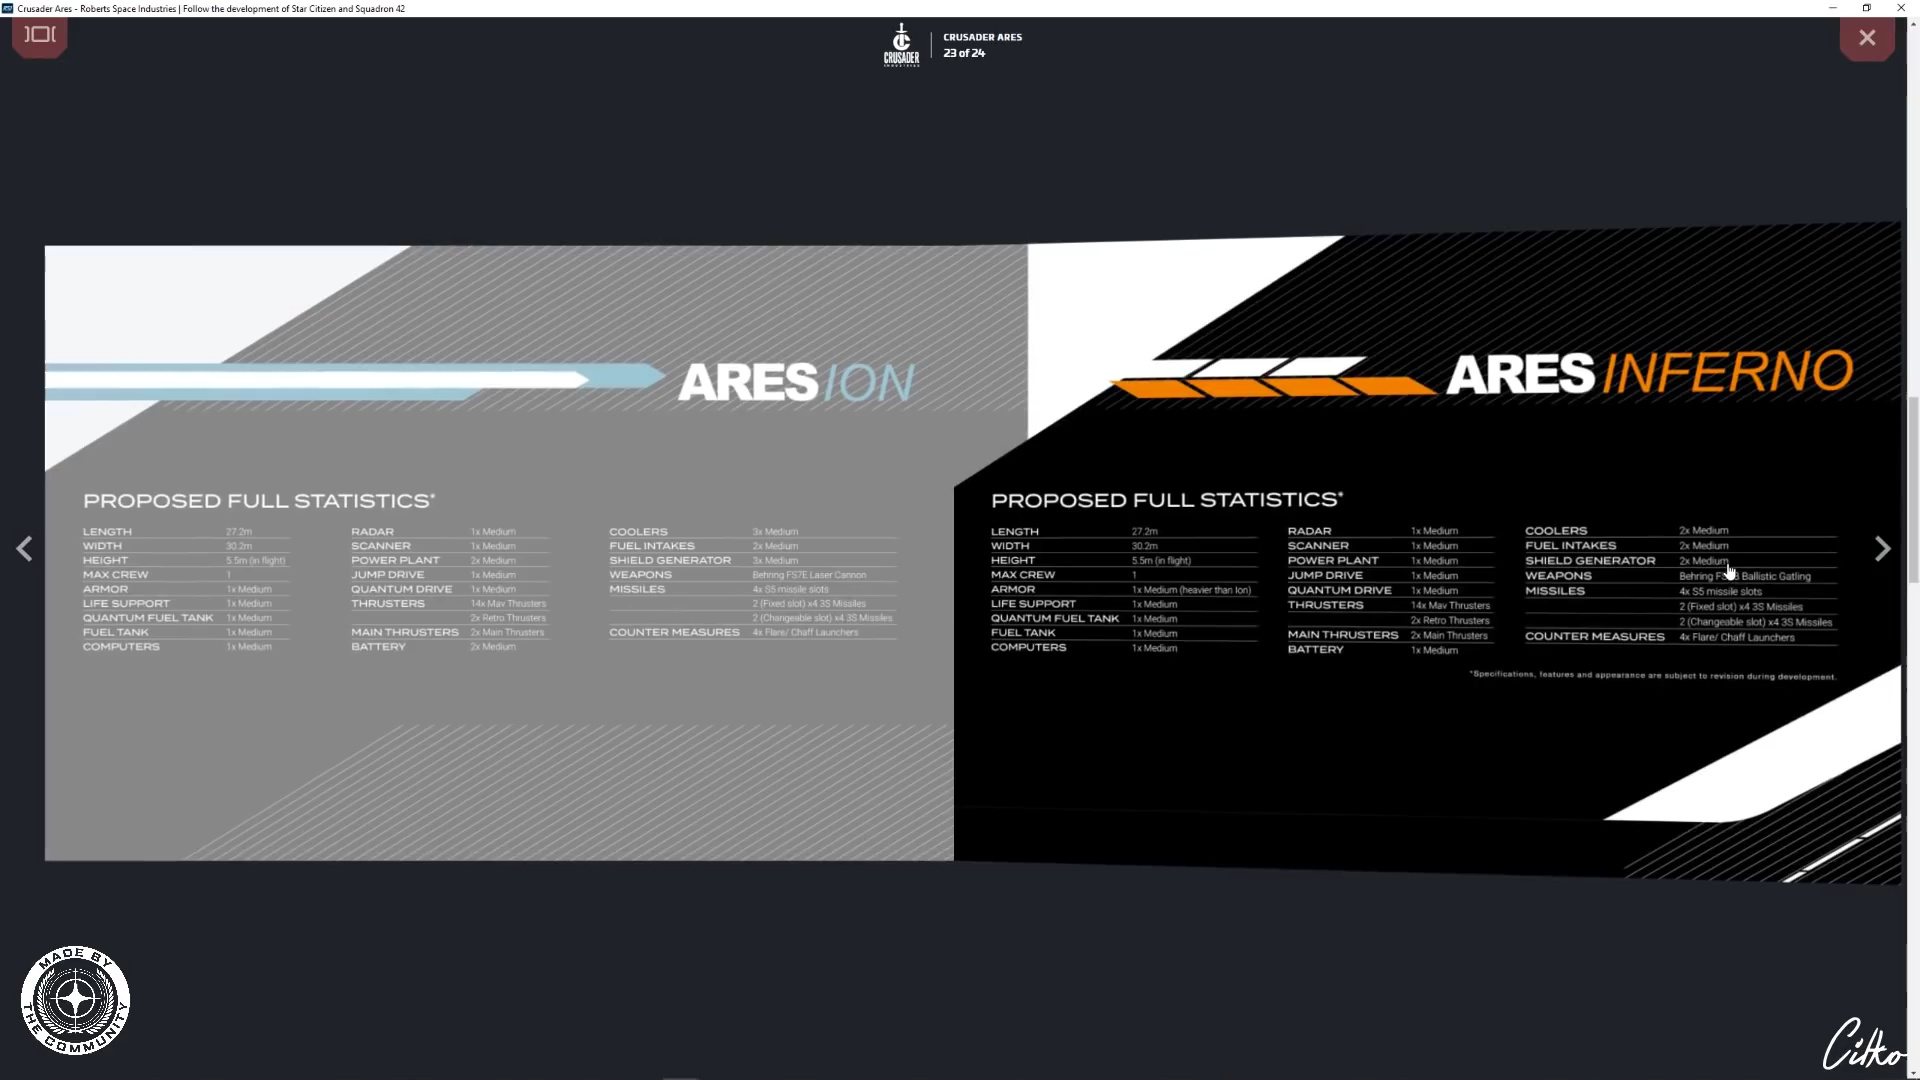 Crusader Ares - Roberts Space Industries | Follow the development of Star Citizen and Squadron 42
CRUSADER
INDUSTRIES
CRUSADER ARES
23 of 24
ARES ION
PROPOSED FULL STATISTICS*
LENGTH 27.2m
WIDTH 30.2m
HEIGHT 5.5m (in flight)
MAX CREW 1
ARMOR 1x Medium
LIFE SUPPORT 1x Medium
QUANTUM FUEL TANK 1x Medium
FUEL TANK 1x Medium
COMPUTERS 1x Medium
RADAR 1x Medium
SCANNER 1x Medium
POWER PLANT 2x Medium
JUMP DRIVE 1x Medium
QUANTUM DRIVE 1x Medium
THRUSTERS 14x Mav Thrusters
2x Retro Thrusters
MAIN THRUSTERS 2x Main Thrusters
BATTERY 2x Medium
COOLERS 3x Medium
FUEL INTAKES 2x Medium
SHIELD GENERATOR 3x Medium
WEAPONS Behring FS7E Laser Cannon
MISSILES 4x S5 missile slots
2 (Fixed slot) x4 3S Missiles
2 (Changeable slot) x4 3S Missiles
COUNTER MEASURES 4x Flare/ Chaff Launchers
ARES INFERNO
PROPOSED FULL STATISTICS*
LENGTH 27.2m
WIDTH 30.2m
HEIGHT 5.5m (in flight)
MAX CREW 1
ARMOR 1x Medium (heavier than Ion)
LIFE SUPPORT 1x Medium
QUANTUM FUEL TANK 1x Medium
FUEL TANK 1x Medium
COMPUTERS 1x Medium
RADAR 1x Medium
SCANNER 1x Medium
POWER PLANT 1x Medium
JUMP DRIVE 1x Medium
QUANTUM DRIVE 1x Medium
THRUSTERS 14x Mav Thrusters
2x Retro Thrusters
MAIN THRUSTERS 2x Main Thrusters
BATTERY 1x Medium
COOLERS 2x Medium
FUEL INTAKES 2x Medium
SHIELD GENERATOR 2x Medium
WEAPONS Behring Ballistic Gatling
MISSILES 4x S5 missile slots
2 (Fixed slot) x4 3S Missiles
2 (Changeable slot) x4 3S Missiles
COUNTER MEASURES 4x Flare/ Chaff Launchers
*Specifications, features and appearance are subject to revision during development.
MADE BY
THE COMMUNITY